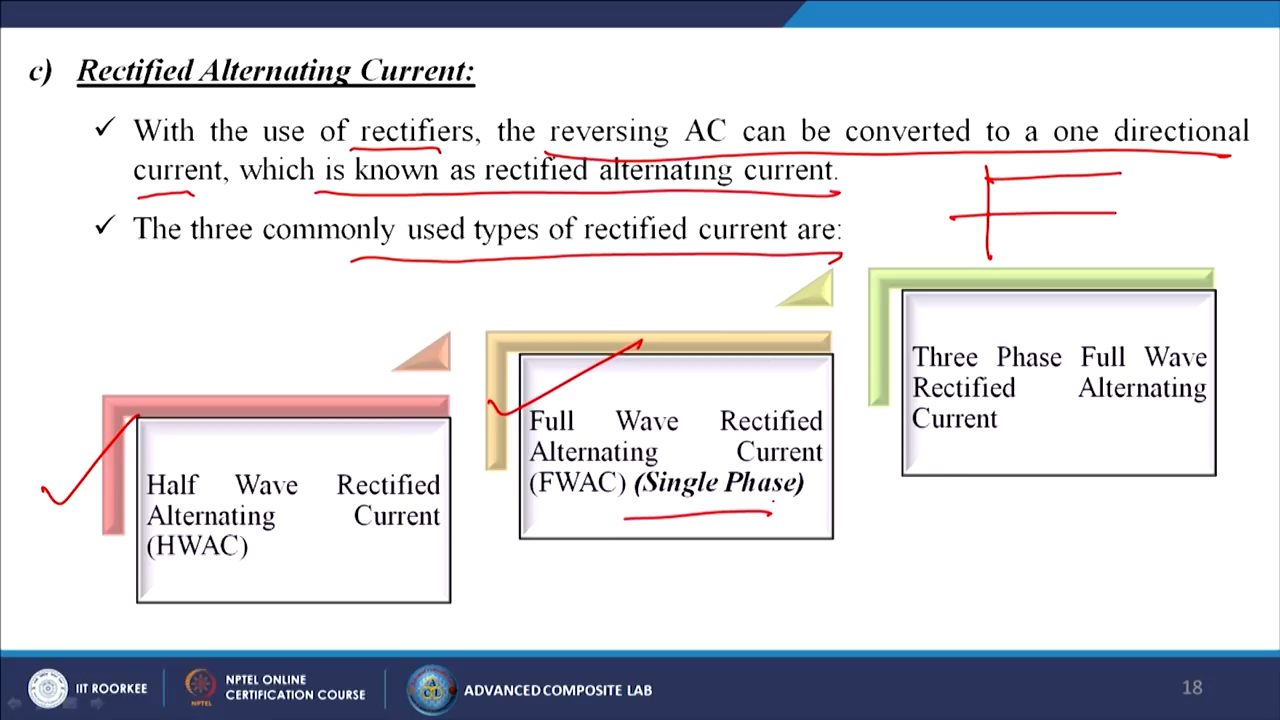 c) Rectified Alternating Current:
✓ With the use of rectifiers, the reversing AC can be converted to a one directional
current, which is known as rectified alternating current.
✓ The three commonly used types of rectified current are:
Half Wave Rectified
Alternating Current
(HWAC)
Full Wave Rectified
Alternating Current
(FWAC) (Single Phase)
Three Phase Full Wave
Rectified Alternating
Current
IIT ROORKEE
NPTEL
NPTEL ONLINE
CERTIFICATION COURSE
ACL
ADVANCED COMPOSITE LAB
18